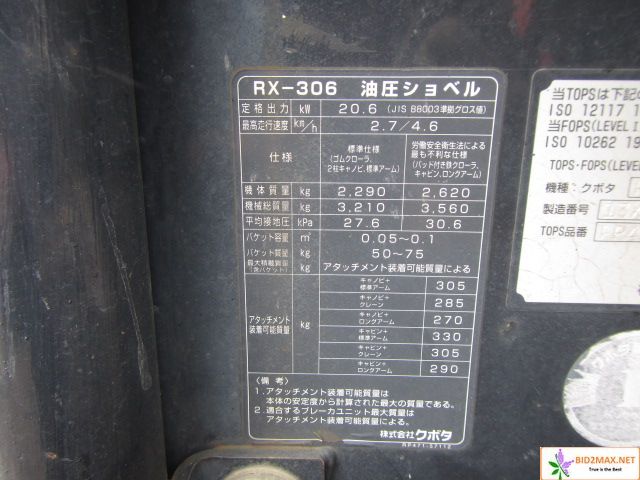 RX-306 油圧ショベル
定格出力 kW 20.6 (JIS B8003準拠グロス値)
最高走行速度 km/h 2.7/4.6
仕様 標準仕様 (ゴムクローラ、2柱キャノピ、標準アーム) 労働安全衛生法による最も不利な仕様 (パッド付き鉄クローラ、キャビン、ロングアーム)
機体質量 kg 2,290 2,620
機械総質量 kg 3,210 3,560
平均接地圧 kPa 27.6 30.6
バケット容量 m³ 0.05~0.1
バケット質量 kg 50~75
最大積載質量(含バケット) kg アタッチメント装着可能質量による
アタッチメント装着可能質量 kg
キャノピ+標準アーム 305
キャノピ+クレーン 285
キャノピ+ロングアーム 270
キャビン+標準アーム 330
キャビン+クレーン 305
キャビン+ロングアーム 290
(備考)
1.アタッチメント装着可能質量は
本体の安定度から計算された最大の質量である。
2.適合するブレーカユニット最大質量は
アタッチメント装着可能質量による。
株式会社クボタ
当TOPSは下記の
ISO 12117 1
当FOPS(LEVEL I
ISO 10262 19
TOPS・FOPS(LEVEL
機種:クボタ
製造番号
TOPS品番
BID2MAX.NET
True is the Best